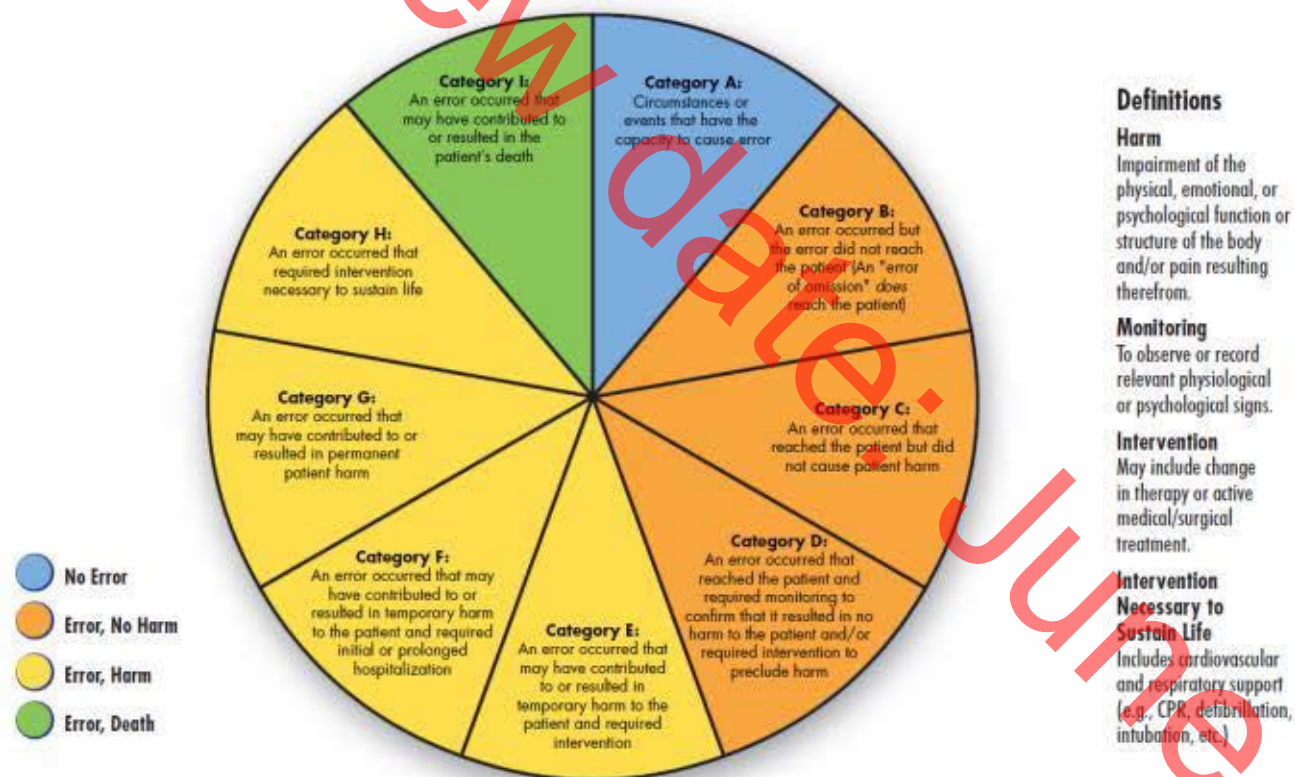 Category A:
Circumstances or
events that have the
capacity to cause error
Category B:
An error occurred but
the error did not reach
the patient (An "error
of omission" does
reach the patient)
Category C:
An error occurred that
reached the patient but did
not cause patient harm
Category D:
An error occurred that
reached the patient and
required monitoring to
confirm that it resulted in no
harm to the patient and/or
required intervention to
preclude harm
Category E:
An error occurred that
may have contributed
to or resulted in
temporary harm to the
patient and required
intervention
Category F:
An error occurred that may
have contributed to or
resulted in temporary harm
to the patient and required
initial or prolonged
hospitalization
Category G:
An error occurred that
may have contributed to or
resulted in permanent
patient harm
Category H:
An error occurred that
required intervention
necessary to sustain life
Category I:
An error occurred that
may have contributed to
or resulted in the
patient's death
No Error
Error, No Harm
Error, Harm
Error, Death
Definitions
Harm
Impairment of the
physical, emotional, or
psychological function or
structure of the body
and/or pain resulting
therefrom.
Monitoring
To observe or record
relevant physiological
or psychological signs.
Intervention
May include change
in therapy or active
medical/surgical
treatment.
Intervention
Necessary to
Sustain Life
Includes cardiovascular
and respiratory support
(e.g., CPR, defibrillation,
intubation, etc.)
ew date: June